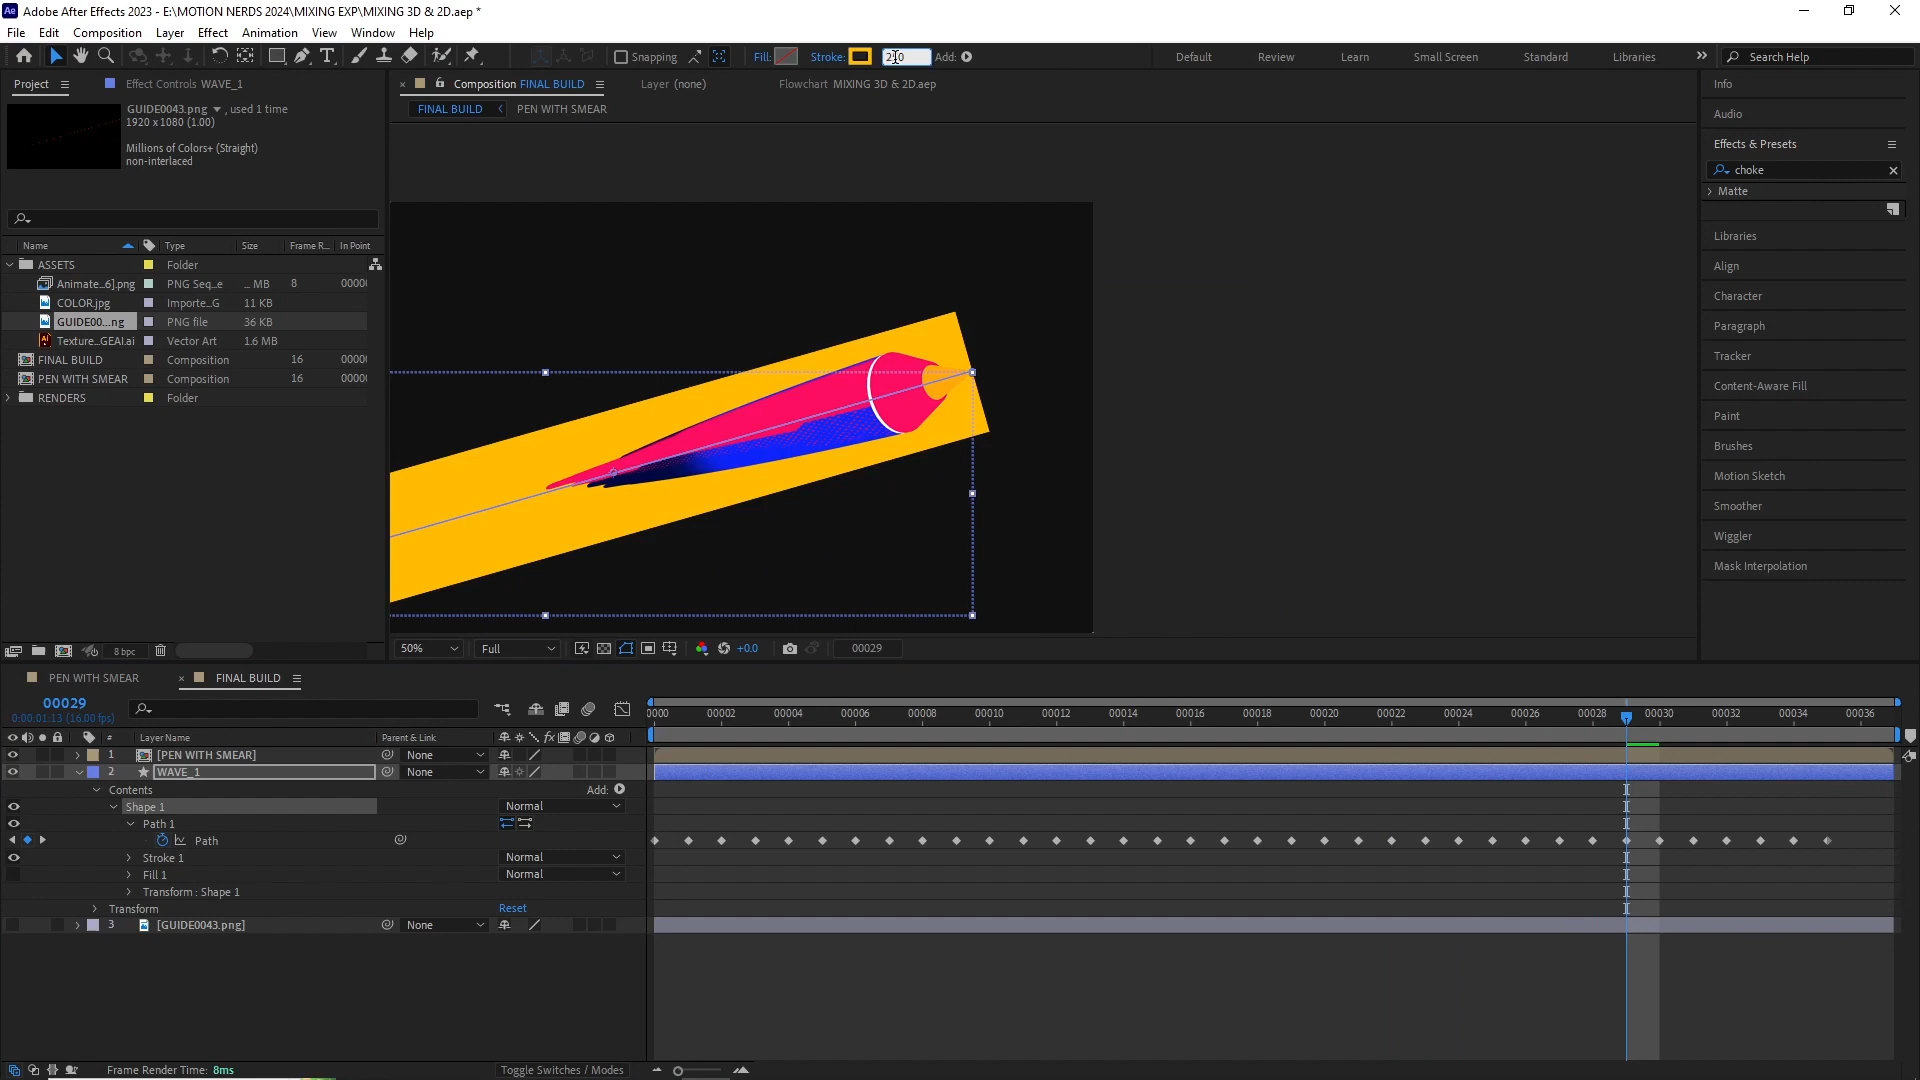 Adobe After Effects 2023 - E:\MOTION NERDS 2024\MIXING EXP\MIXING 3D & 2D.aep *
File Edit Composition Layer Effect Animation View Window Help
Snapping Fill: Stroke: Add: Default Review Learn Small Screen Standard Libraries Search Help
Project Effect Controls WAVE_1 Composition FINAL BUILD Layer (none) Flowchart MIXING 3D & 2D.aep
GUIDE0043.png , used 1 time
1920 x 1080 (1.00)
Millions of Colors+ (Straight)
non-interlaced
FINAL BUILD PEN WITH SMEAR
Name Type Size Frame R... In Point
ASSETS Folder
Animate...6].png PNG Seq...e ... MB 8 0000(
COLOR.jpg Importe...G 11 KB
GUIDE00...ng PNG file 36 KB
Texture...GEAI.ai Vector Art 1.6 MB
FINAL BUILD Composition 16 0000(
PEN WITH SMEAR Composition 16 0000(
RENDERS Folder
8 bpc
50% Full +0.0 00029
Info
Audio
Effects & Presets
choke
Matte
Libraries
Align
Character
Paragraph
Tracker
Content-Aware Fill
Paint
Brushes
Motion Sketch
Smoother
Wiggler
Mask Interpolation
PEN WITH SMEAR FINAL BUILD
00029
0:00:01:13 (16.00 fps)
0000 00002 00004 00006 00008 00010 00012 00014 00016 00018 00020 00022 00024 00026 00028 00030 00032 00034 00036
# Layer Name Parent & Link
1 [PEN WITH SMEAR] None
2 WAVE_1 None
Contents Add:
Shape 1 Normal
Path 1
Path
Stroke 1 Normal
Fill 1 Normal
Transform : Shape 1
Transform Reset
3 [GUIDE0043.png] None
Frame Render Time: 8ms Toggle Switches / Modes